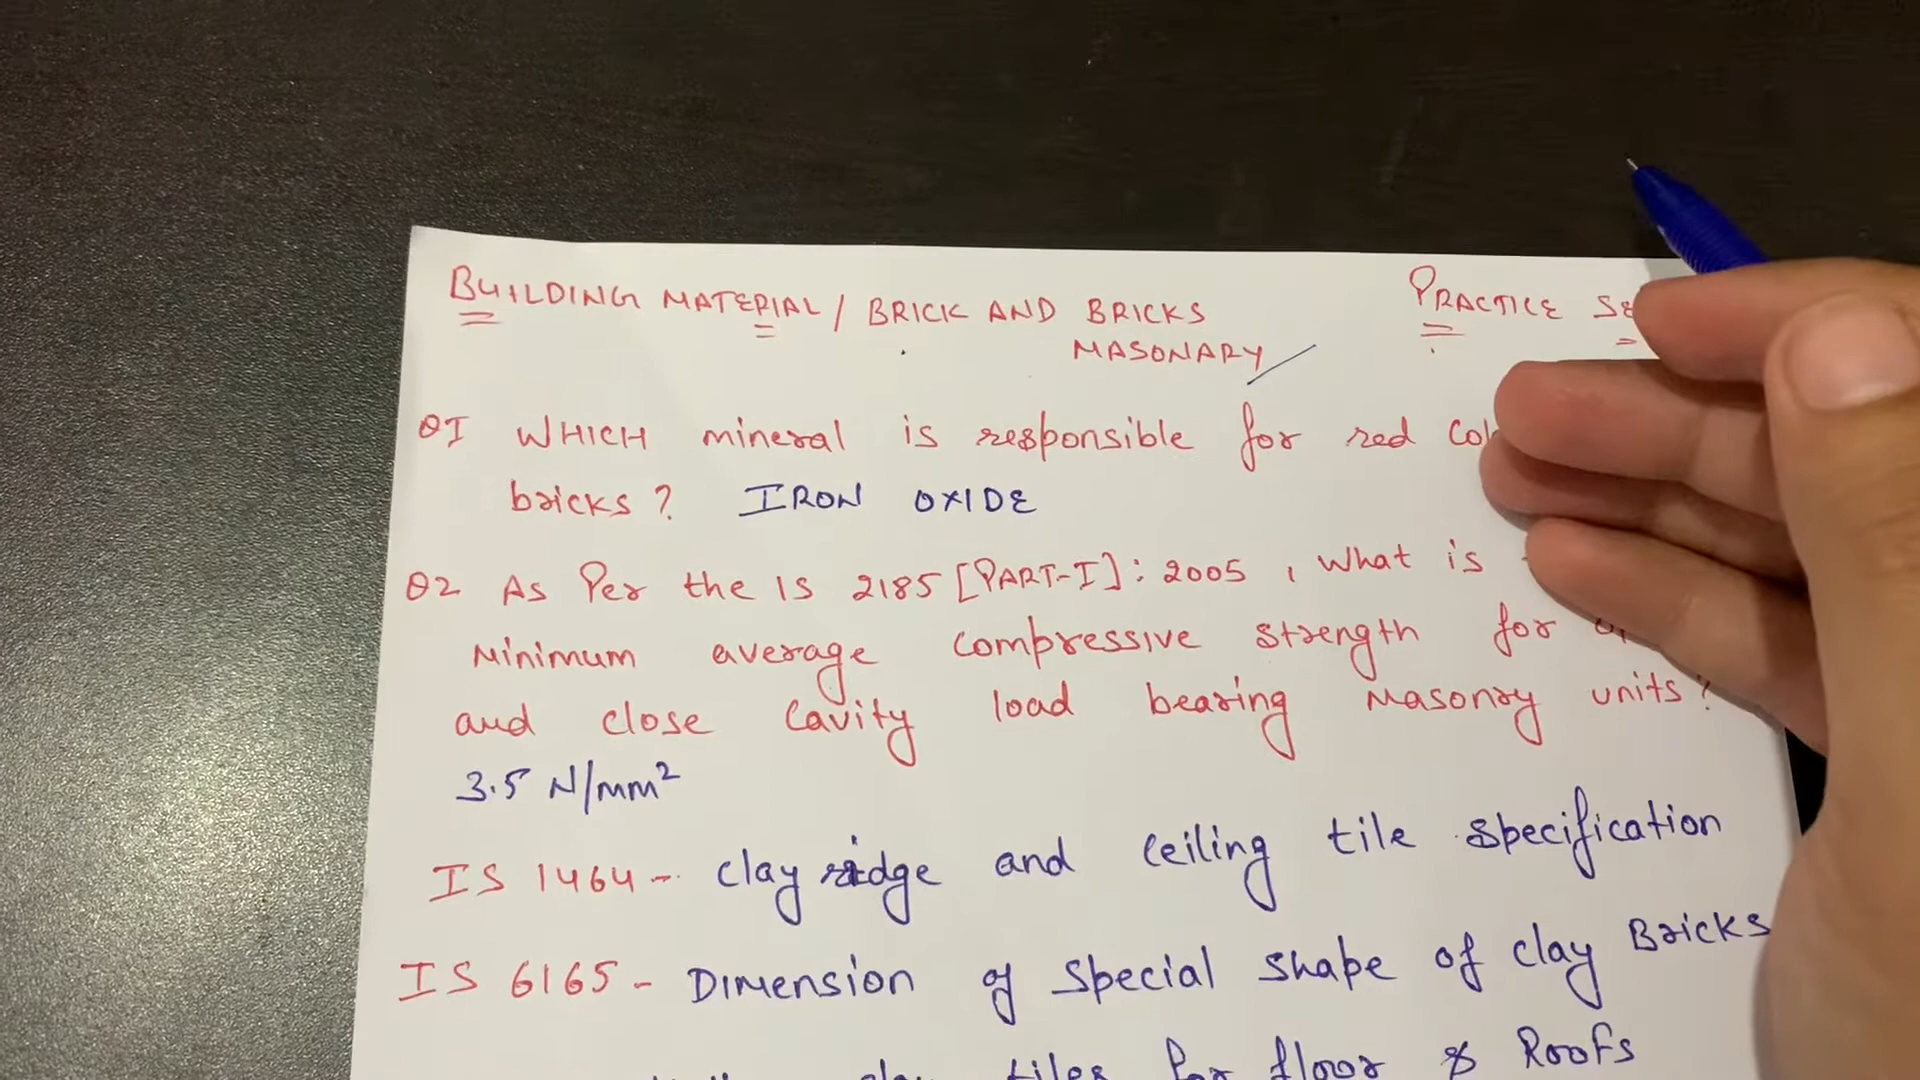 BUILDING MATERIAL / BRICK AND BRICKS PRACTICE
MASONARY
Q1 WHICH mineral is responsible for red
bricks? IRON OXIDE
Q2 As Per the IS 2185 [PART-I]: 2005, What is
Minimum average compressive strength for
and close cavity load bearing Masonry units?
3.5 N/mm²
IS 1464 - clay ridge and ceiling tile specification
IS 6165 - Dimension of special shape of clay Bricks
tiles for floor & Roofs